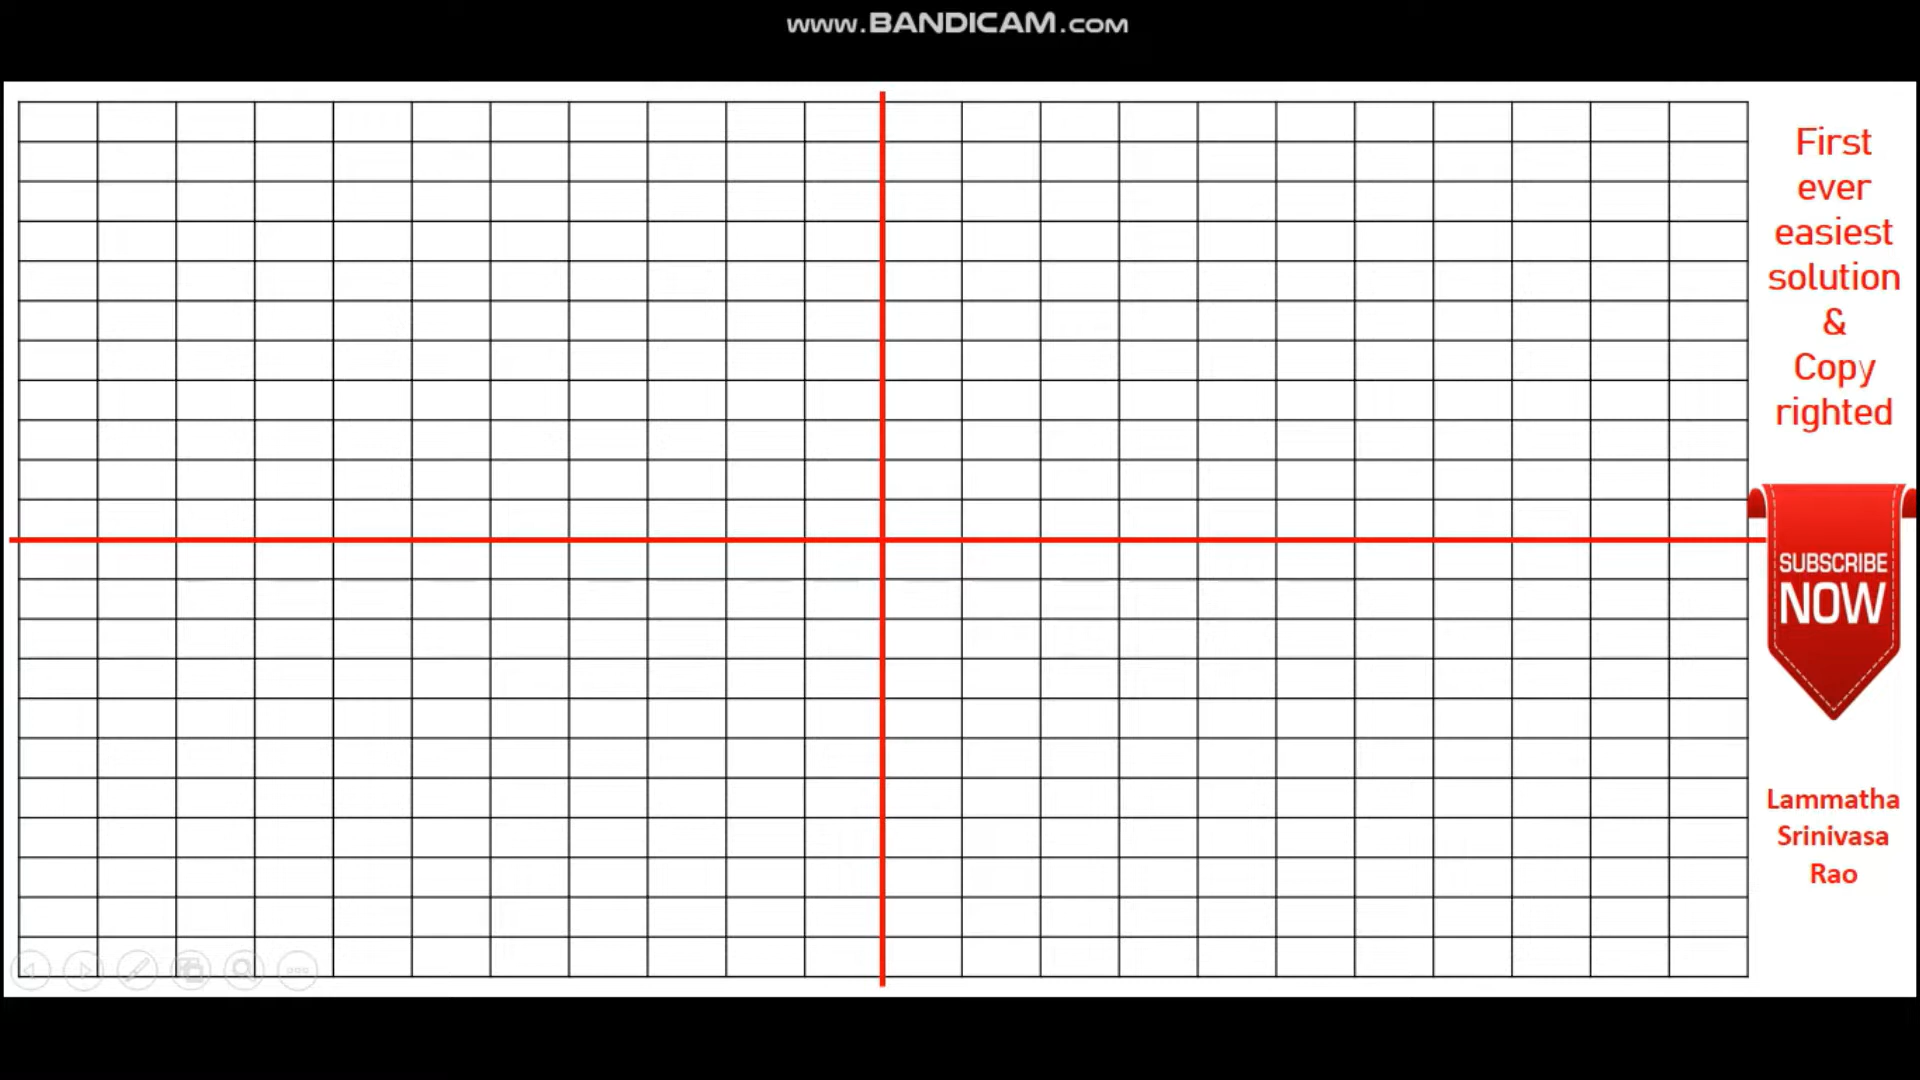 www.BANDICAM.com
First
ever
easiest
solution
&
Copy
righted
SUBSCRIBE
NOW
Lammatha
Srinivasa
Rao